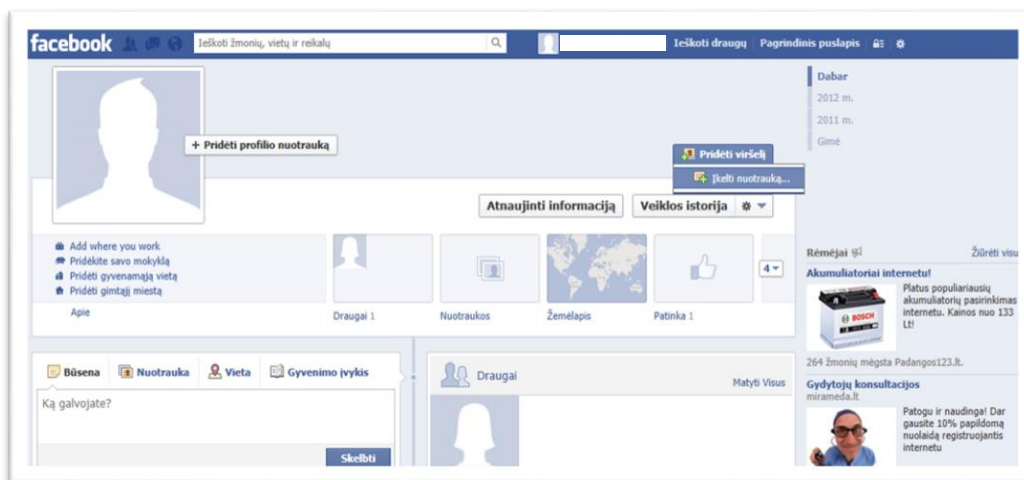 facebook
Ieškoti žmonių, vietų ir reikalų
Ieškoti draugų
Pagrindinis puslapis
+ Pridėti profilio nuotrauką
Pridėti viršelį
Įkelti nuotrauką...
Dabar
2012 m.
2011 m.
Gimė
Atnaujinti informaciją
Veiklos istorija
Add where you work
Pridėkite savo mokyklą
Pridėti gyvenamąją vietą
Pridėti gimtąjį miestą
Apie
Draugai 1
Nuotraukos
Žemėlapis
Patinka 1
4
Rėmėjai
Žiūrėti visu
Akumuliatoriai internetu!
BOSCH
Platus populiariausių
akumuliatorių pasirinkimas
internetu. Kainos nuo 133
Lt!
264 žmonių mėgsta Padangos123.lt.
Gydytojų konsultacijos
mirameda.lt
Patogu ir naudinga! Dar
gausite 10% papildomą
nuolaidą registruojantis
internetu
Būsena
Nuotrauka
Vieta
Gyvenimo įvykis
Ką galvojate?
Skelbti
Draugai
Matyti Visus